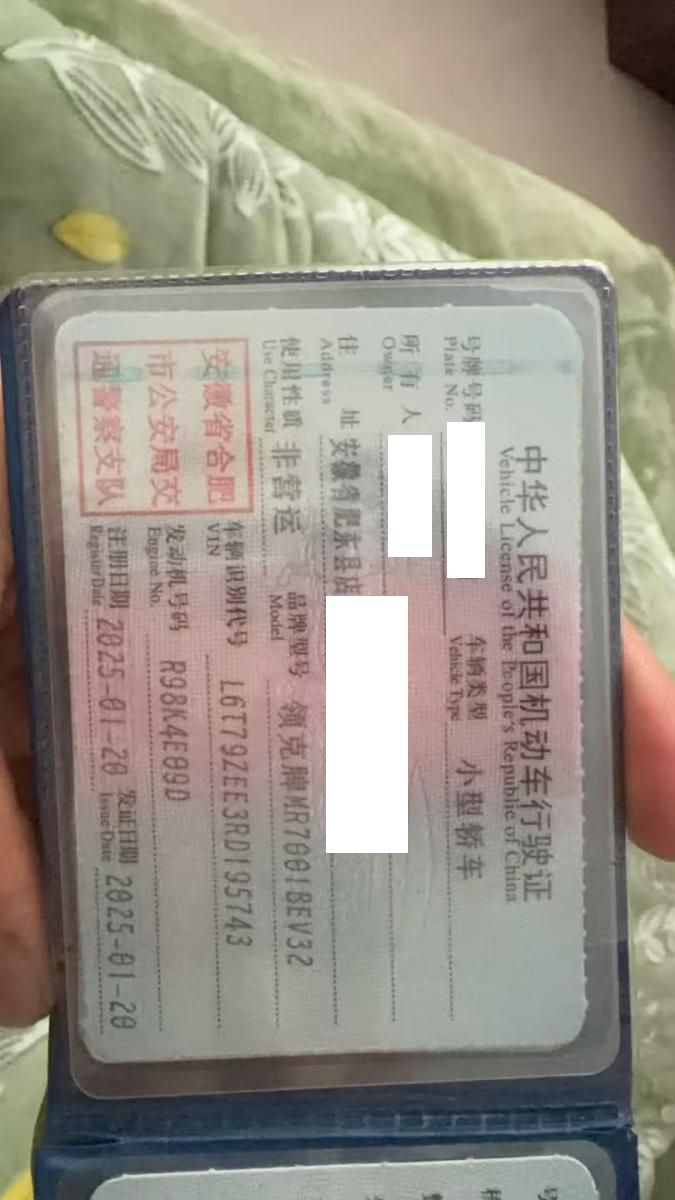 中华人民共和国机动车行驶证
Vehicle License of the People's Republic of China
号牌号码
Plate No.
车辆类型 小型轿车
Vehicle Type
所有人
Owner
住址 安徽省肥东县店
Address
使用性质 非营运
Use Character
品牌型号 领克牌MR7001BEV32
Model
安徽省合肥
市公安局交
通警察支队
车辆识别代号 L6T79ZEE3RD195743
VIN
发动机号码 R98K4E09D
Engine No.
注册日期 2025-01-20
Register Date
发证日期 2025-01-20
Issue Date
号